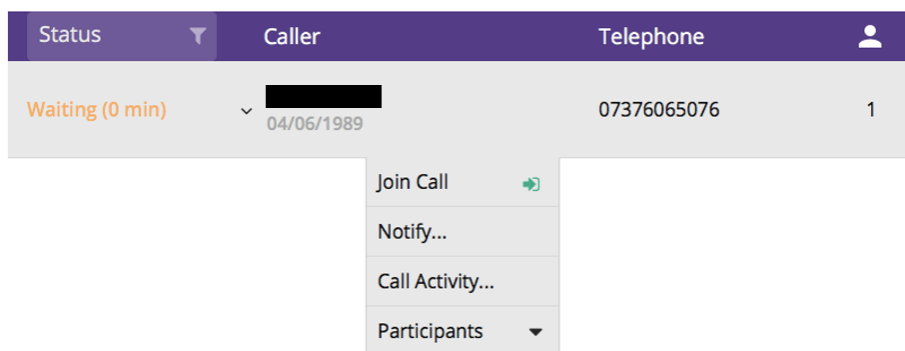 Status Caller Telephone
Waiting (0 min) 07376065076 1
04/06/1989
Join Call
Notify...
Call Activity...
Participants